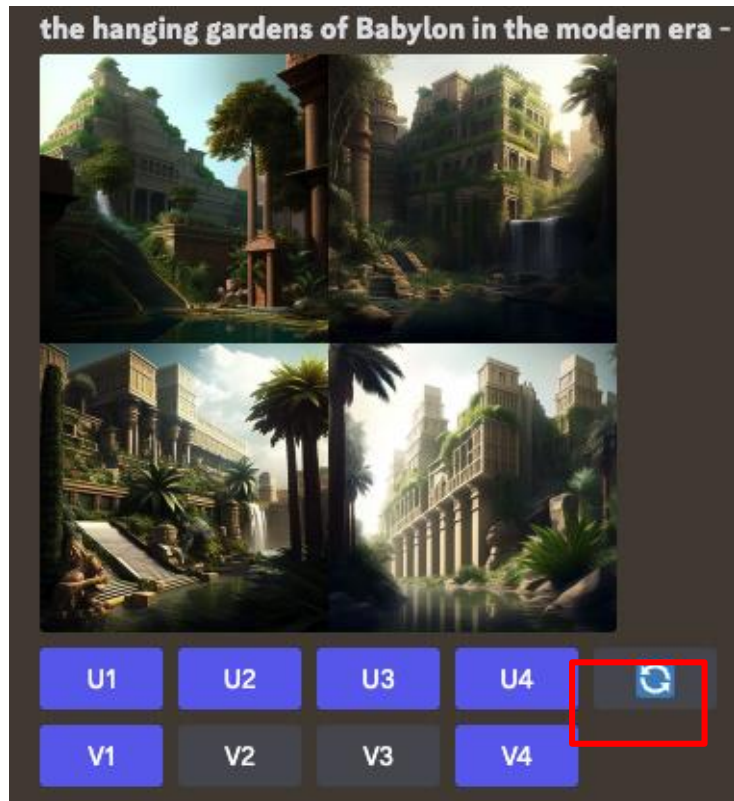 the hanging gardens of Babylon in the modern era -
U1 U2 U3 U4
V1 V2 V3 V4